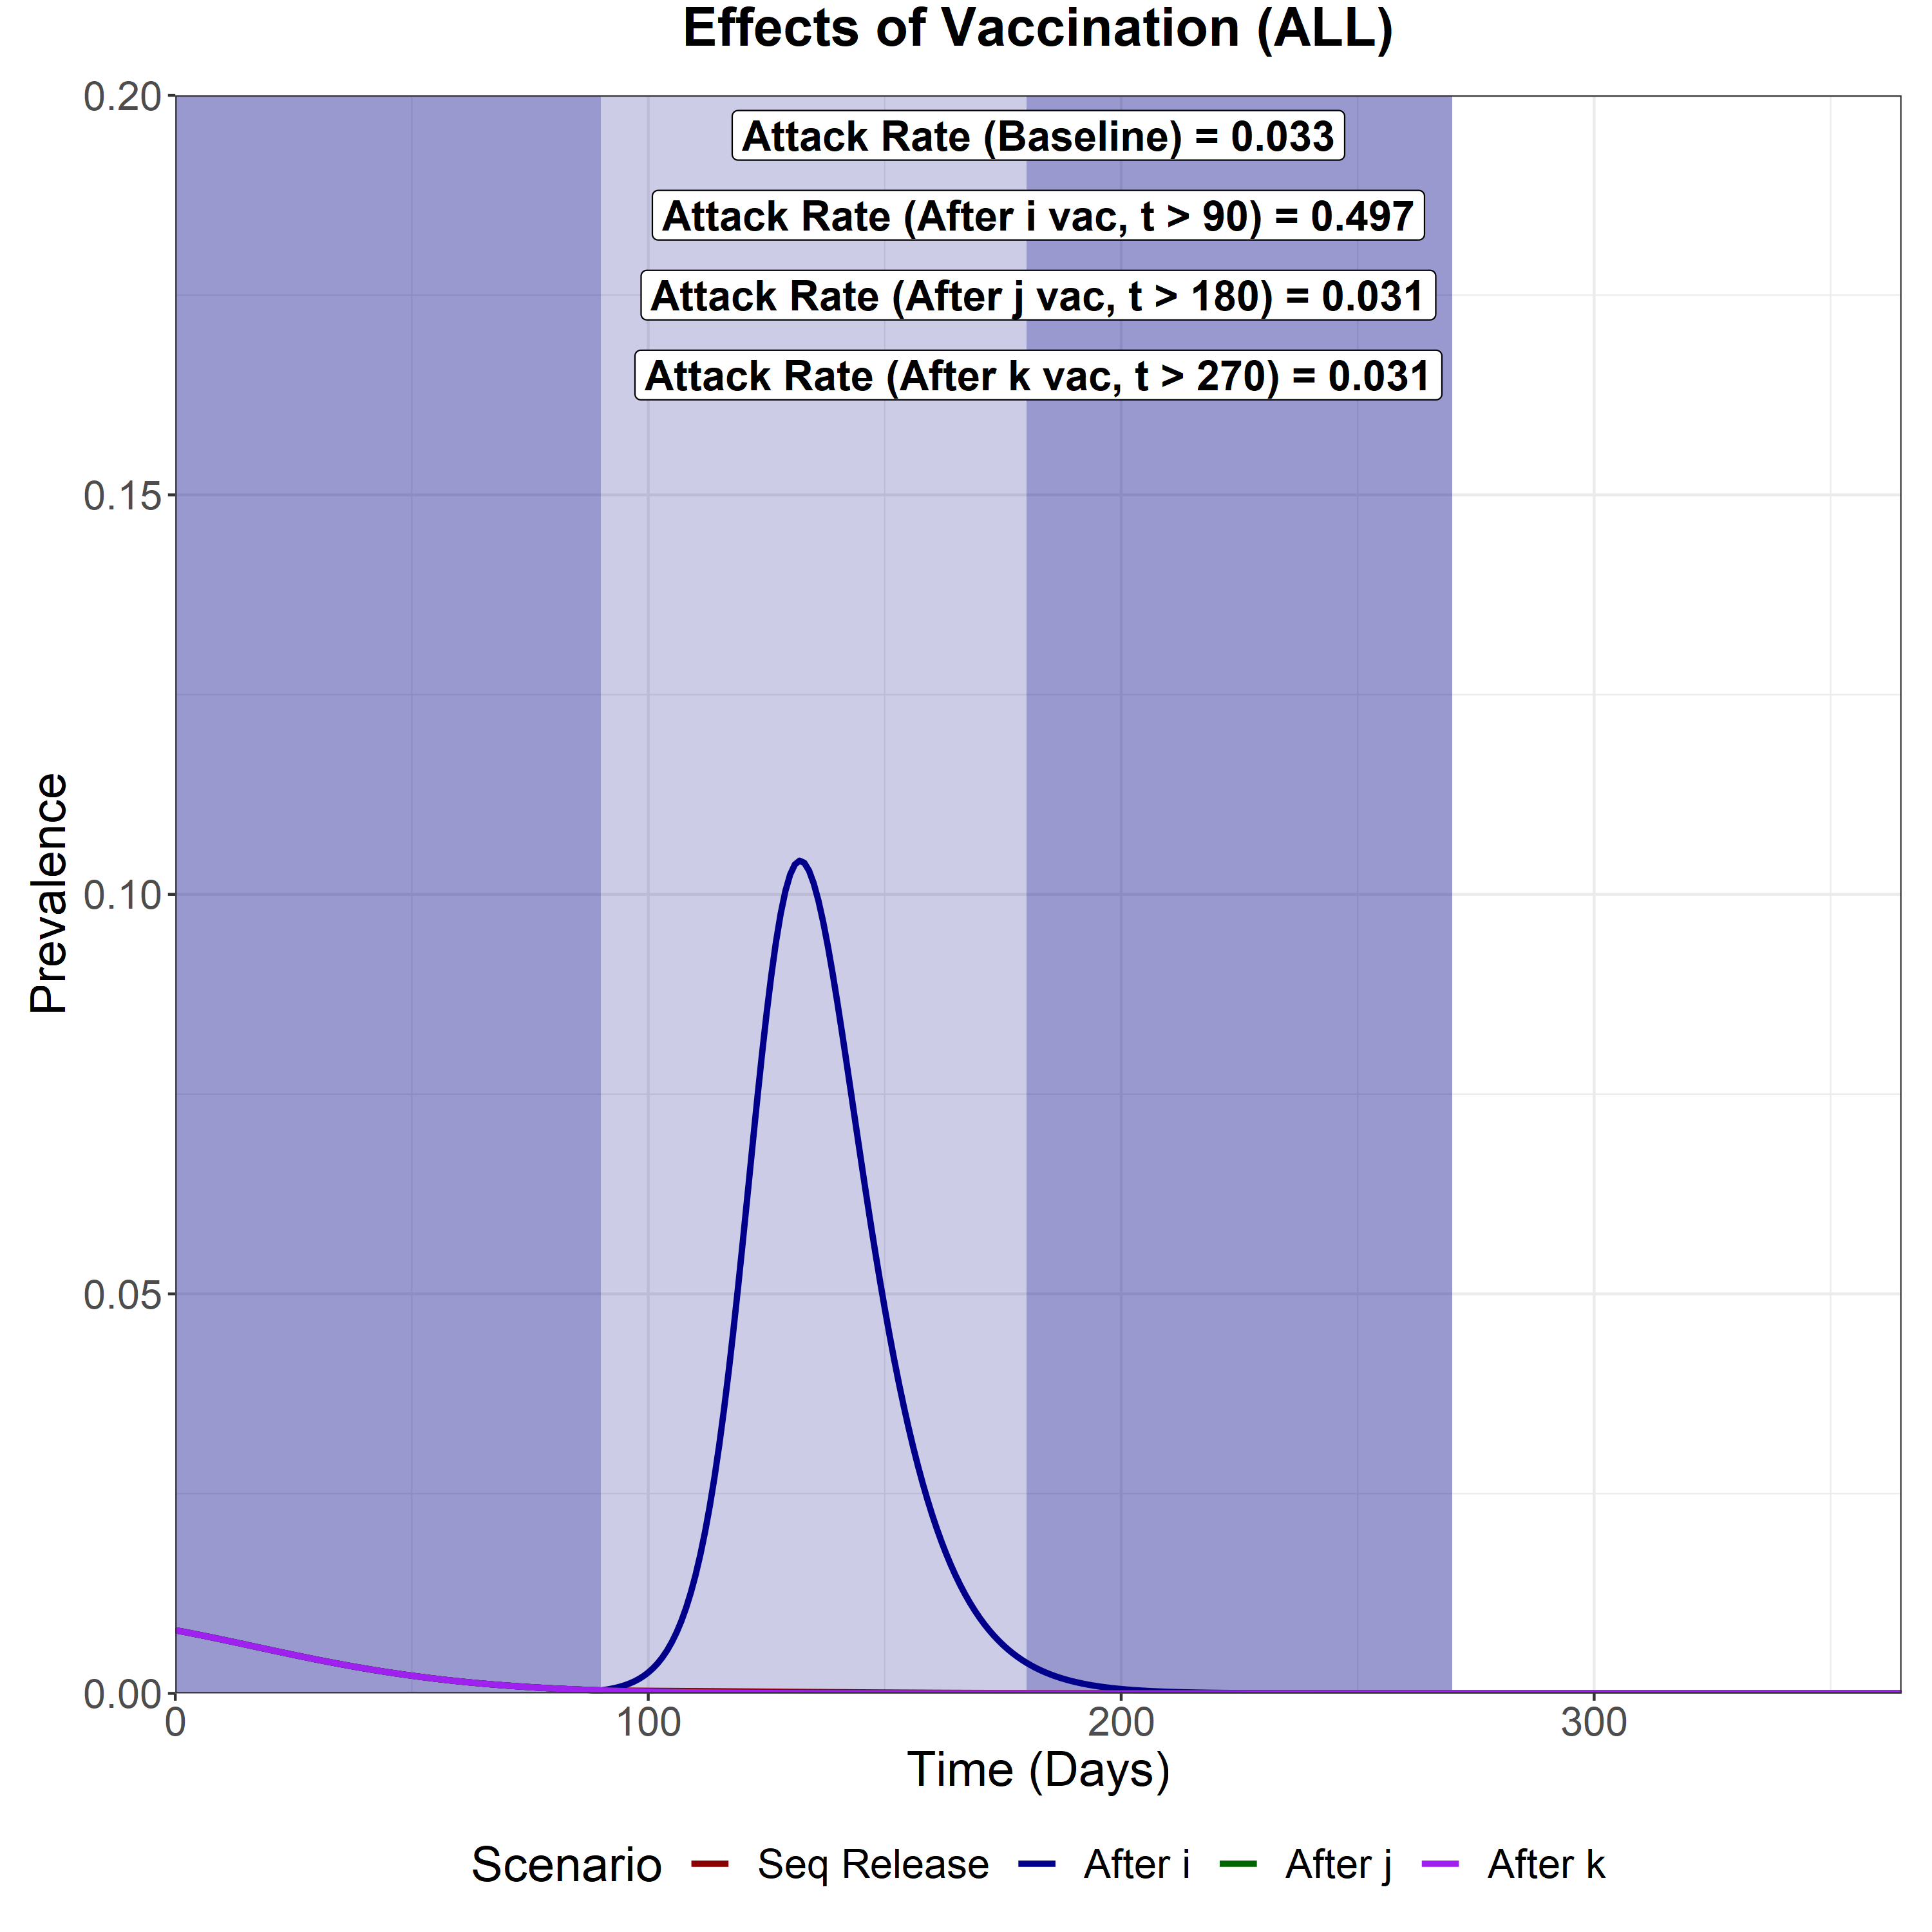 Effects of Vaccination (ALL)
Attack Rate (Baseline) = 0.033
Attack Rate (After i vac, t > 90) = 0.497
Attack Rate (After j vac, t > 180) = 0.031
Attack Rate (After k vac, t > 270) = 0.031
Prevalence
0.20
0.15
0.10
0.05
0.00
0 100 200 300
Time (Days)
Scenario Seq Release After i After j After k